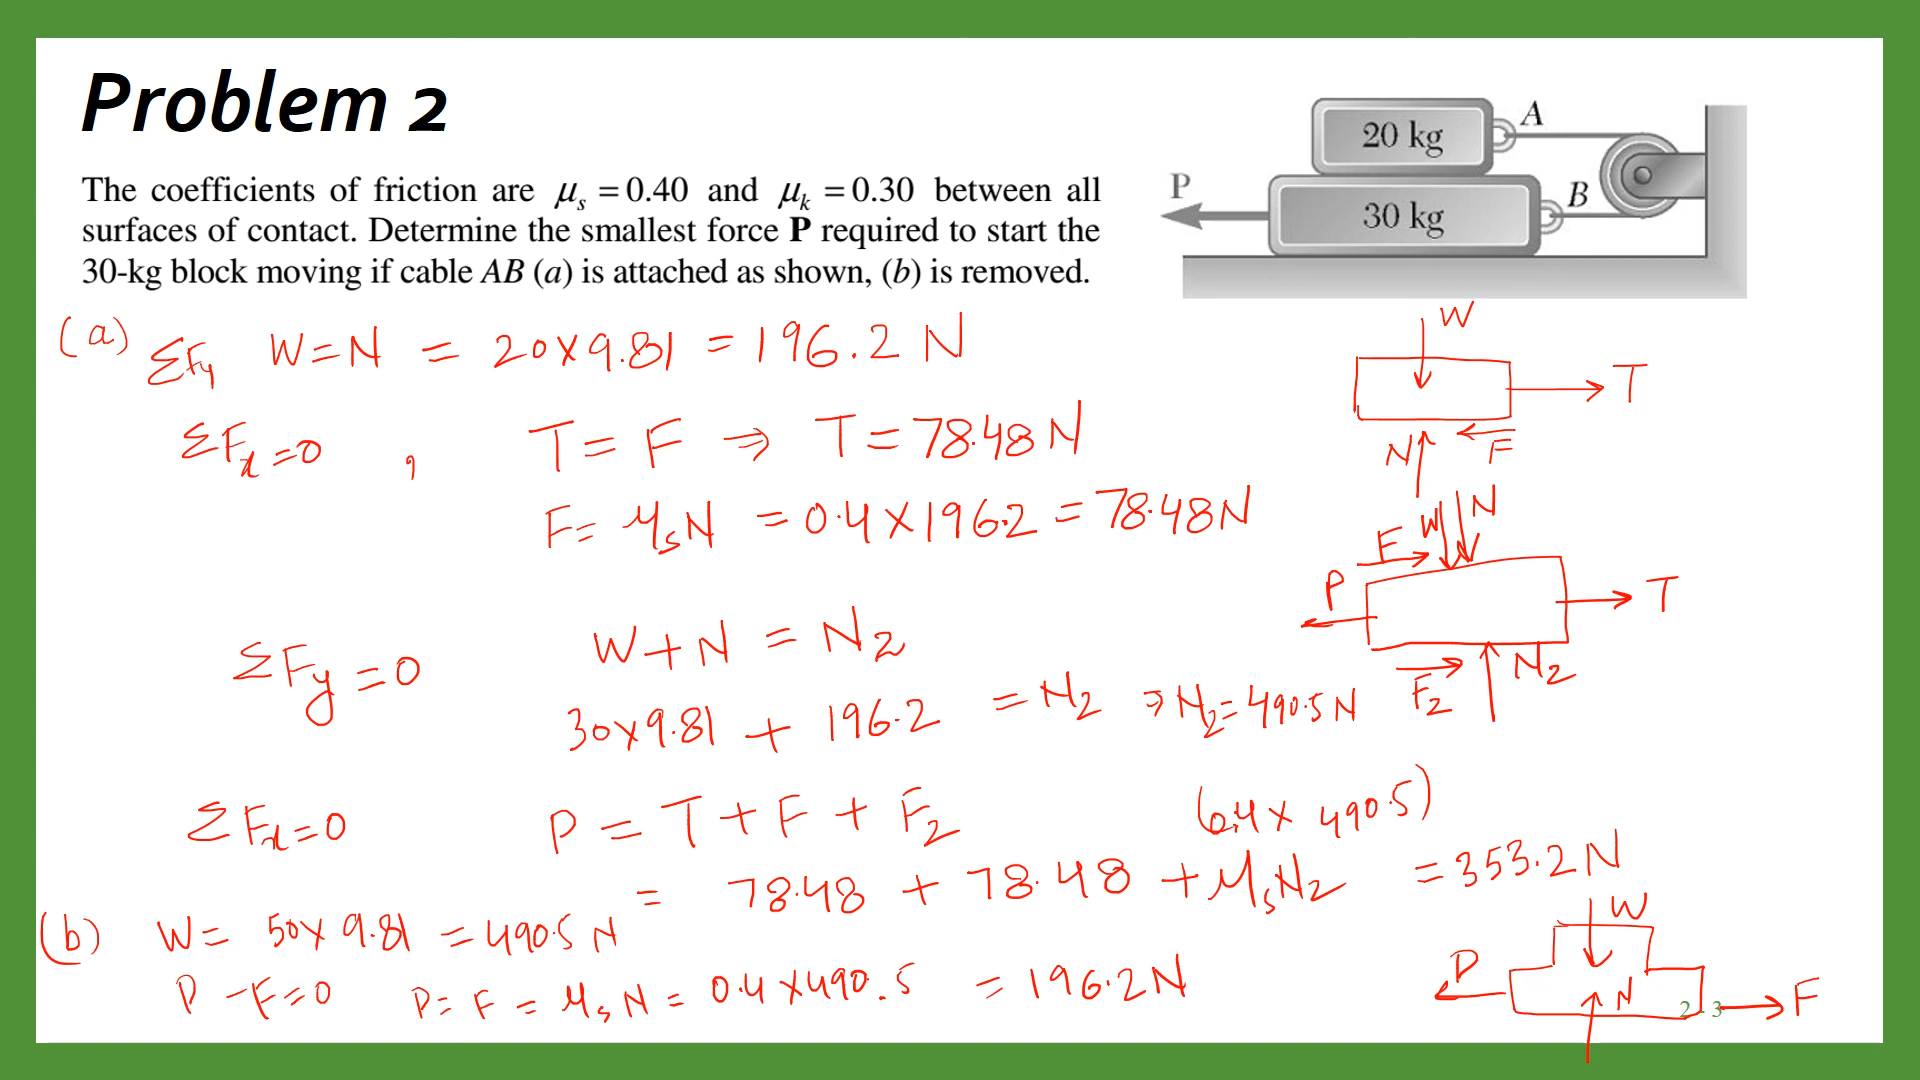 Problem 2
The coefficients of friction are μs = 0.40 and μk = 0.30 between all
surfaces of contact. Determine the smallest force P required to start the
30-kg block moving if cable AB (a) is attached as shown, (b) is removed.
20 kg
A
P
30 kg
B
(a) ΣFy W=N = 20×9.81 = 196.2 N
ΣFx=0 , T= F ⇒ T=78.48 N
F= μsN = 0.4×196.2 = 78.48N
ΣFy=0 W+N = N2
30×9.81 + 196.2 = N2 ⇒ N2=490.5 N
ΣFx=0 P = T+F+F2
(0.4× 490.5)
= 78.48 + 78.48 +μsN2 = 353.2 N
(b) W= 50× 9.81 = 490.5 N
P -F=0 P= F = μsN = 0.4×490.5 = 196.2N
W
T
N
F
F
W
N
P
T
F2
N2
W
P
N
F
2 - 3